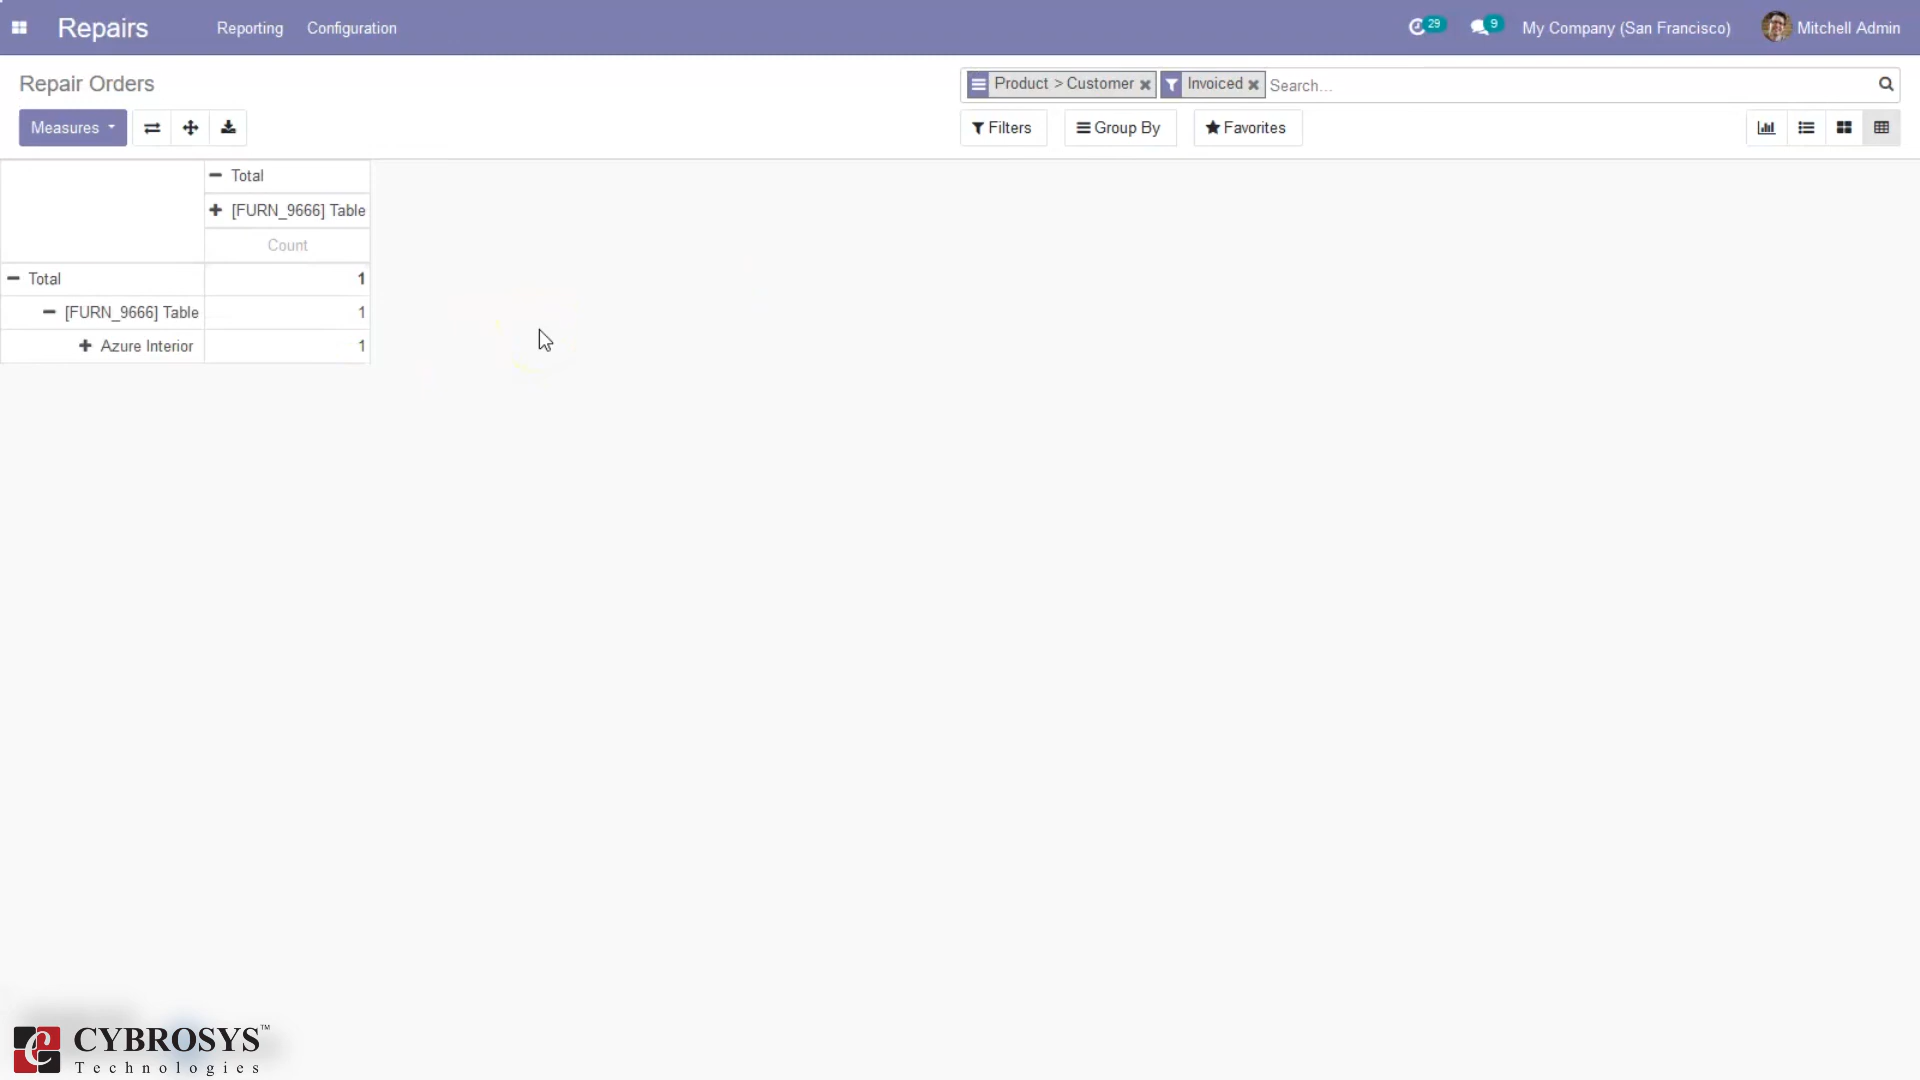 Repairs Reporting Configuration 29 9 My Company (San Francisco) Mitchell Admin
Repair Orders Product > Customer Invoiced Search...
Measures Filters Group By Favorites
Total
[FURN_9666] Table
Count
Total 1
[FURN_9666] Table 1
Azure Interior 1
CYBROSYS™
Technologies